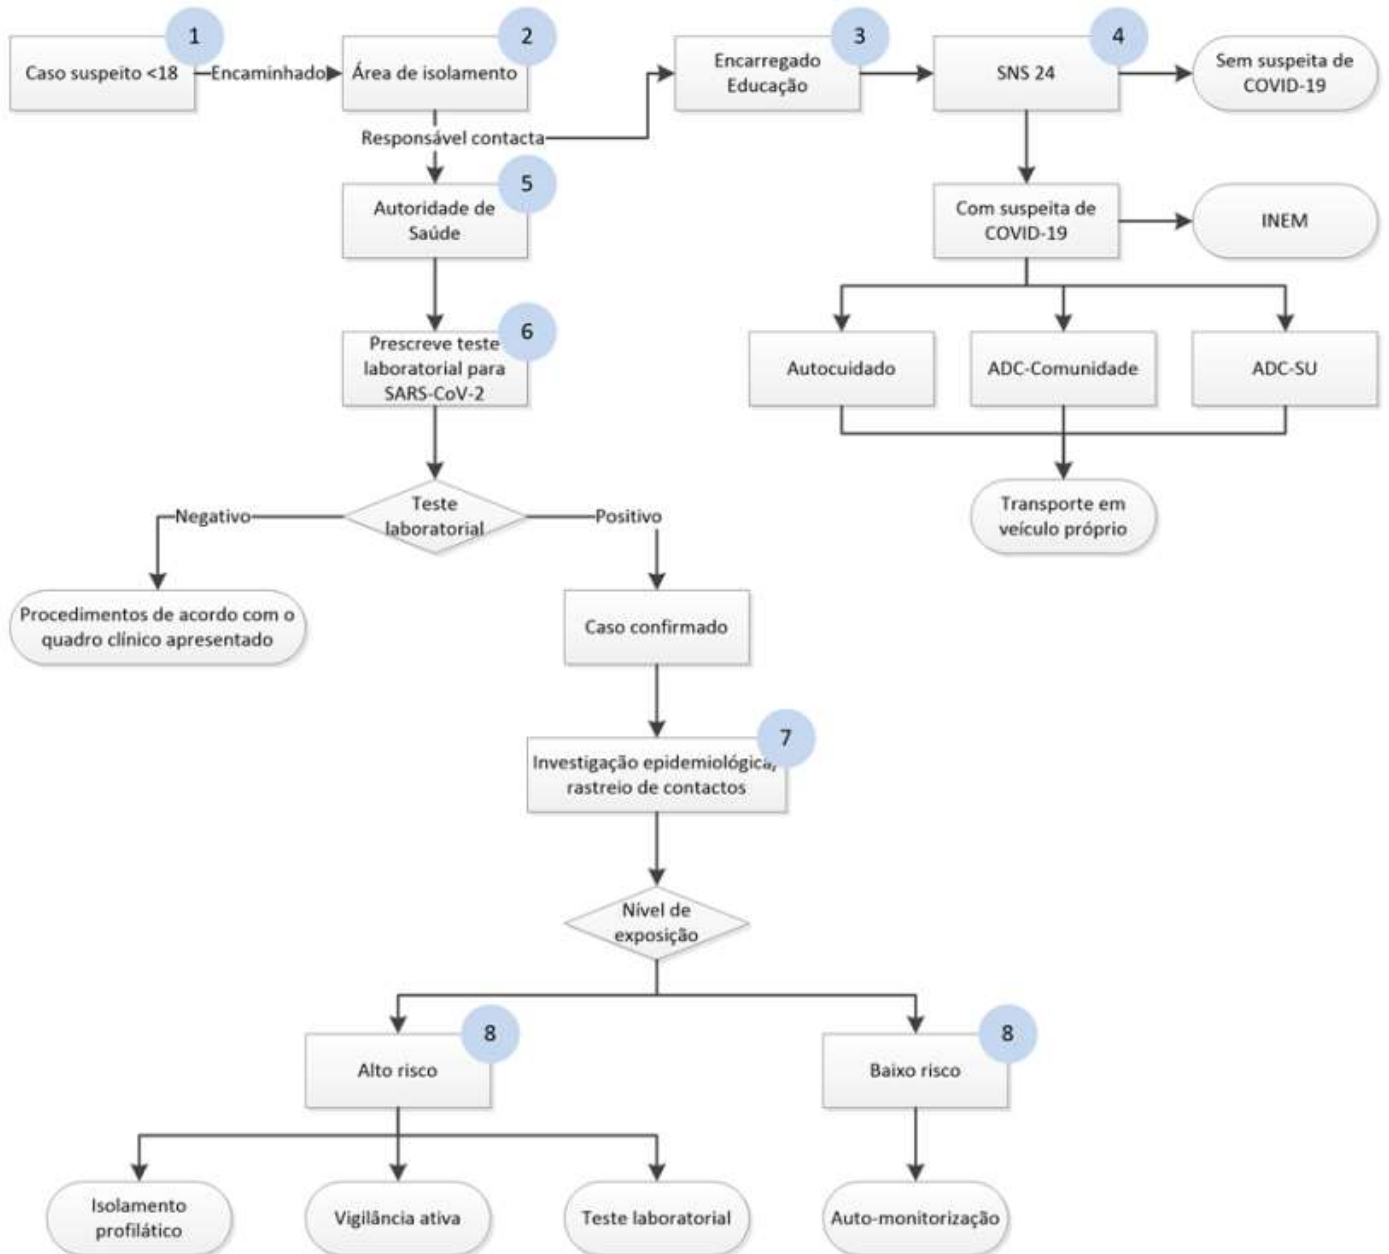 1
Caso suspeito <18
Encaminhado
2
Área de isolamento
3
Encarregado
Educação
4
SNS 24
Sem suspeita de
COVID-19
Responsável contacta
5
Autoridade de
Saúde
Com suspeita de
COVID-19
INEM
6
Prescreve teste
laboratorial para
SARS-CoV-2
Autocuidado
ADC-Comunidade
ADC-SU
Teste
laboratorial
Negativo
Positivo
Transporte em
veículo próprio
Procedimentos de acordo com o
quadro clínico apresentado
Caso confirmado
7
Investigação epidemiológica,
rastreio de contactos
Nível de
exposição
8
Alto risco
8
Baixo risco
Isolamento
profilático
Vigilância ativa
Teste laboratorial
Auto-monitorização